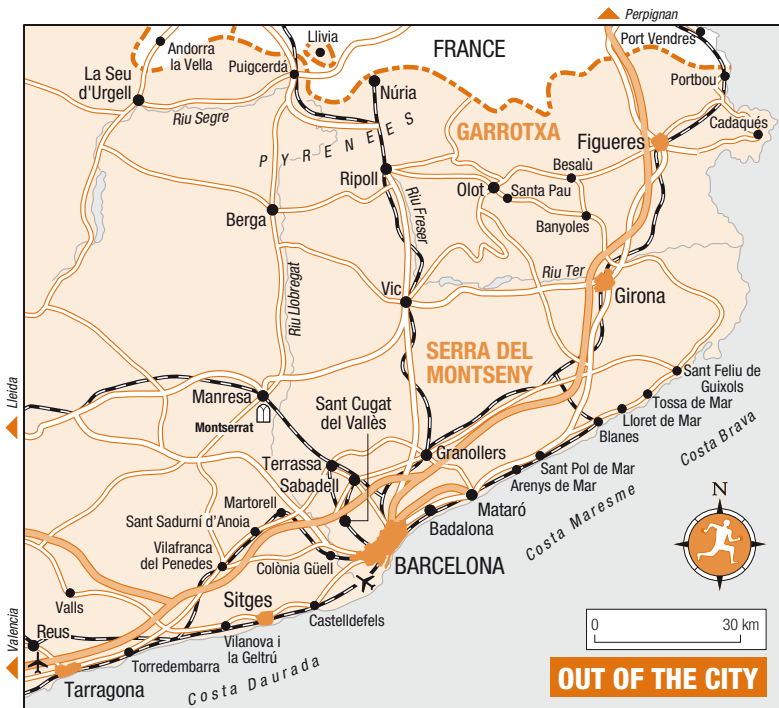 Perpignan
Andorra
la Vella
Llivia
FRANCE
Port Vendres
Puigcerdá
La Seu
d'Urgell
Núria
Portbou
Riu Segre
PYRENEES
GARROTXA
Cadaqués
Figueres
Ripoll
Besalù
Olot
Santa Pau
Berga
Riu Freser
Banyoles
Riu Ter
Vic
Girona
Riu Llobregat
SERRA DEL
MONTSENY
Sant Feliu de
Guixols
Lleida
Manresa
Sant Cugat
del Vallès
Tossa de Mar
Montserrat
Lloret de Mar
Blanes
Costa Brava
Terrassa
Granollers
Sabadell
Sant Pol de Mar
Arenys de Mar
Martorell
Mataró
N
Sant Sadurní d'Anoia
Badalona
Costa Maresme
Vilafranca
del Penedes
Colònia Güell
BARCELONA
Valls
Sitges
Castelldefels
Valencia
Reus
Vilanova i
la Geltrú
0 30 km
Torredembarra
Tarragona
Costa Daurada
OUT OF THE CITY